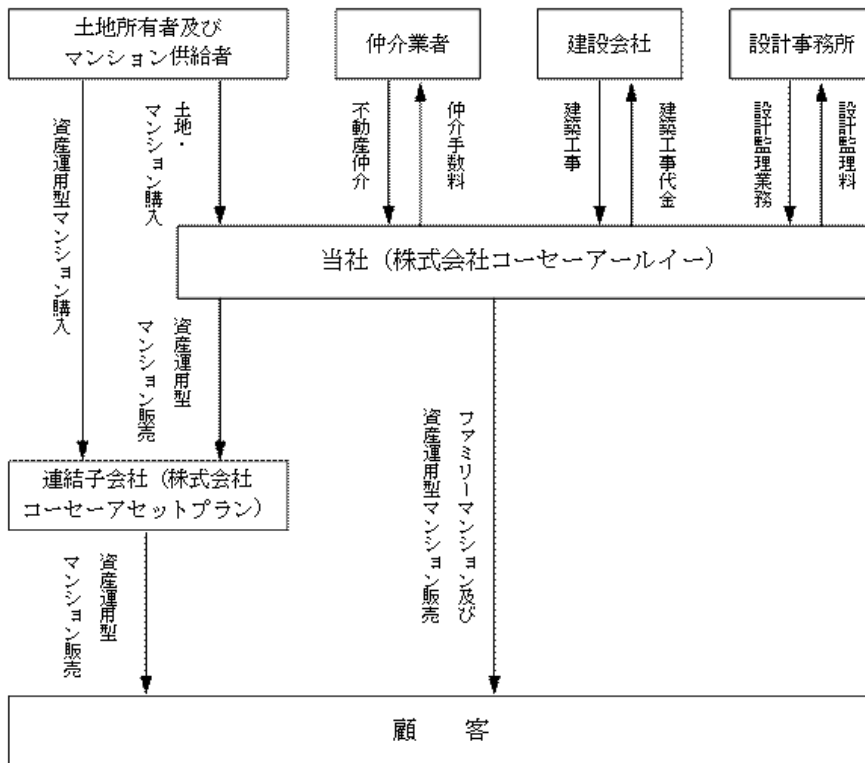 土地所有者及び
マンション供給者
仲介業者
建設会社
設計事務所
資産運用型マンション購入
土地・
マンション購入
不動産仲介
仲介手数料
建築工事
建築工事代金
設計監理業務
設計監理料
当社（株式会社コーセーアールイー）
資産運用型
マンション販売
ファミリーマンション及び
資産運用型マンション販売
連結子会社（株式会社
コーセーアセットプラン）
資産運用型
マンション販売
顧　客